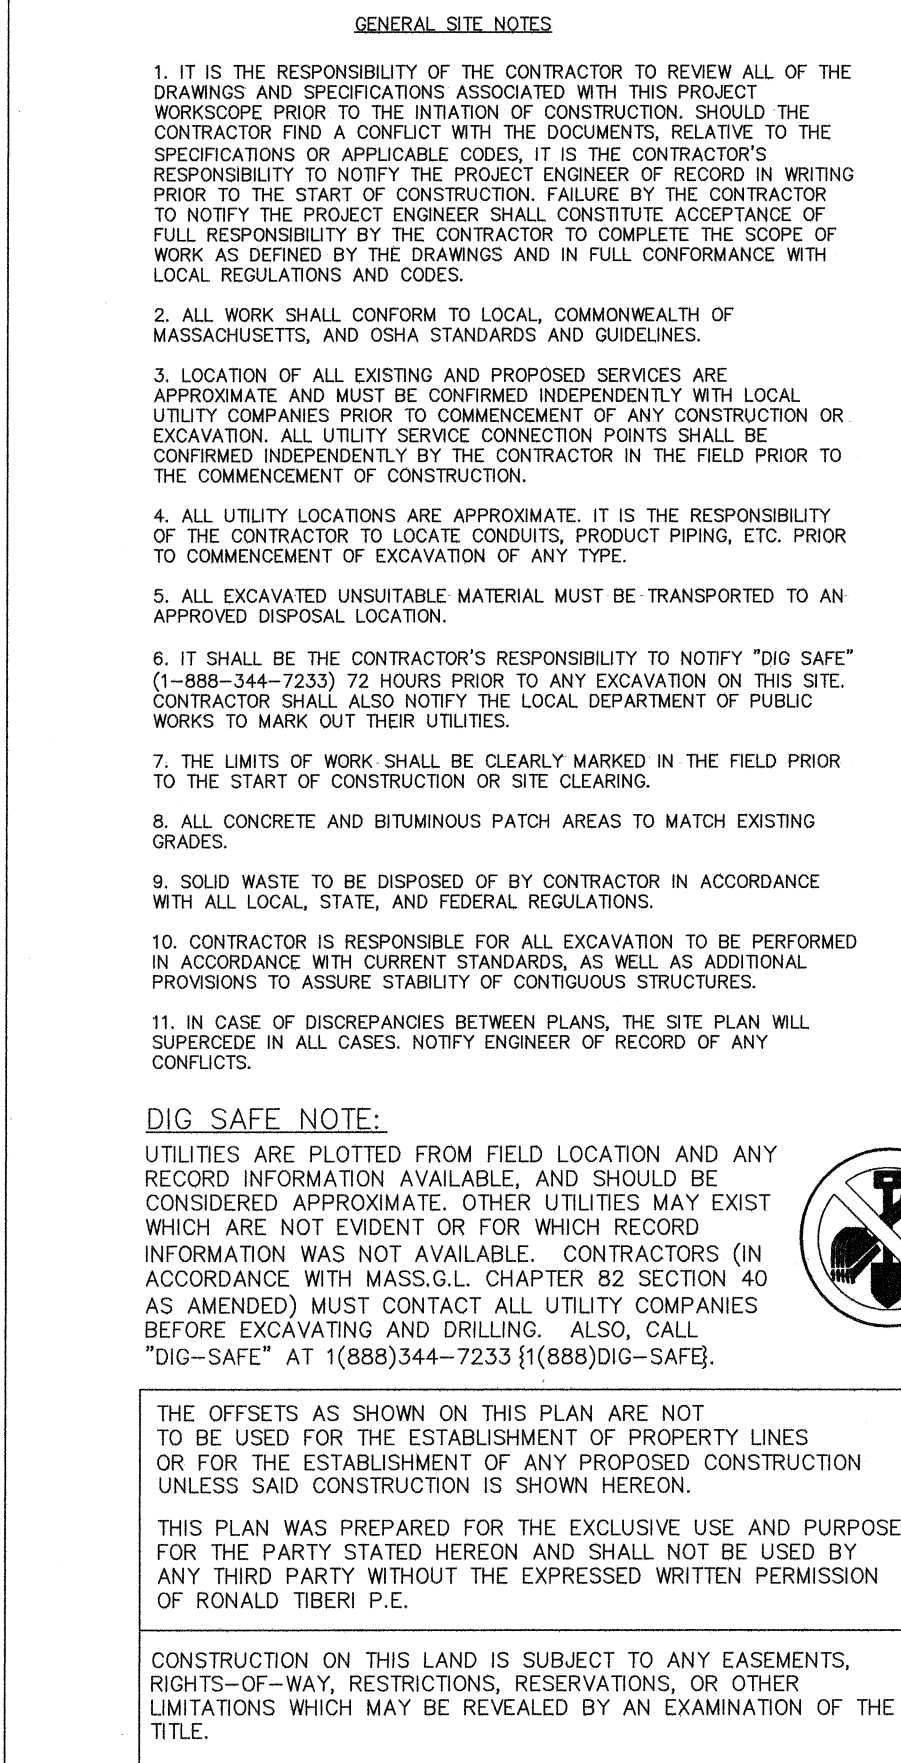 GENERAL SITE NOTES
1. IT IS THE RESPONSIBILITY OF THE CONTRACTOR TO REVIEW ALL OF THE
DRAWINGS AND SPECIFICATIONS ASSOCIATED WITH THIS PROJECT
WORKSCOPE PRIOR TO THE INTIATION OF CONSTRUCTION. SHOULD THE
CONTRACTOR FIND A CONFLICT WITH THE DOCUMENTS, RELATIVE TO THE
SPECIFICATIONS OR APPLICABLE CODES, IT IS THE CONTRACTOR'S
RESPONSIBILITY TO NOTIFY THE PROJECT ENGINEER OF RECORD IN WRITING
PRIOR TO THE START OF CONSTRUCTION. FAILURE BY THE CONTRACTOR
TO NOTIFY THE PROJECT ENGINEER SHALL CONSTITUTE ACCEPTANCE OF
FULL RESPONSIBILITY BY THE CONTRACTOR TO COMPLETE THE SCOPE OF
WORK AS DEFINED BY THE DRAWINGS AND IN FULL CONFORMANCE WITH
LOCAL REGULATIONS AND CODES.
2. ALL WORK SHALL CONFORM TO LOCAL, COMMONWEALTH OF
MASSACHUSETTS, AND OSHA STANDARDS AND GUIDELINES.
3. LOCATION OF ALL EXISTING AND PROPOSED SERVICES ARE
APPROXIMATE AND MUST BE CONFIRMED INDEPENDENTLY WITH LOCAL
UTILITY COMPANIES PRIOR TO COMMENCEMENT OF ANY CONSTRUCTION OR
EXCAVATION. ALL UTILITY SERVICE CONNECTION POINTS SHALL BE
CONFIRMED INDEPENDENTLY BY THE CONTRACTOR IN THE FIELD PRIOR TO
THE COMMENCEMENT OF CONSTRUCTION.
4. ALL UTILITY LOCATIONS ARE APPROXIMATE. IT IS THE RESPONSIBILITY
OF THE CONTRACTOR TO LOCATE CONDUITS, PRODUCT PIPING, ETC. PRIOR
TO COMMENCEMENT OF EXCAVATION OF ANY TYPE.
5. ALL EXCAVATED UNSUITABLE MATERIAL MUST BE TRANSPORTED TO AN
APPROVED DISPOSAL LOCATION.
6. IT SHALL BE THE CONTRACTOR'S RESPONSIBILITY TO NOTIFY "DIG SAFE"
(1-888-344-7233) 72 HOURS PRIOR TO ANY EXCAVATION ON THIS SITE.
CONTRACTOR SHALL ALSO NOTIFY THE LOCAL DEPARTMENT OF PUBLIC
WORKS TO MARK OUT THEIR UTILITIES.
7. THE LIMITS OF WORK SHALL BE CLEARLY MARKED IN THE FIELD PRIOR
TO THE START OF CONSTRUCTION OR SITE CLEARING.
8. ALL CONCRETE AND BITUMINOUS PATCH AREAS TO MATCH EXISTING
GRADES.
9. SOLID WASTE TO BE DISPOSED OF BY CONTRACTOR IN ACCORDANCE
WITH ALL LOCAL, STATE, AND FEDERAL REGULATIONS.
10. CONTRACTOR IS RESPONSIBLE FOR ALL EXCAVATION TO BE PERFORMED
IN ACCORDANCE WITH CURRENT STANDARDS, AS WELL AS ADDITIONAL
PROVISIONS TO ASSURE STABILITY OF CONTIGUOUS STRUCTURES.
11. IN CASE OF DISCREPANCIES BETWEEN PLANS, THE SITE PLAN WILL
SUPERCEDE IN ALL CASES. NOTIFY ENGINEER OF RECORD OF ANY
CONFLICTS.
DIG SAFE NOTE:
UTILITIES ARE PLOTTED FROM FIELD LOCATION AND ANY
RECORD INFORMATION AVAILABLE, AND SHOULD BE
CONSIDERED APPROXIMATE. OTHER UTILITIES MAY EXIST
WHICH ARE NOT EVIDENT OR FOR WHICH RECORD
INFORMATION WAS NOT AVAILABLE. CONTRACTORS (IN
ACCORDANCE WITH MASS.G.L. CHAPTER 82 SECTION 40
AS AMENDED) MUST CONTACT ALL UTILITY COMPANIES
BEFORE EXCAVATING AND DRILLING. ALSO, CALL
"DIG-SAFE" AT 1(888)344-7233 {1(888)DIG-SAFE}.
THE OFFSETS AS SHOWN ON THIS PLAN ARE NOT
TO BE USED FOR THE ESTABLISHMENT OF PROPERTY LINES
OR FOR THE ESTABLISHMENT OF ANY PROPOSED CONSTRUCTION
UNLESS SAID CONSTRUCTION IS SHOWN HEREON.
THIS PLAN WAS PREPARED FOR THE EXCLUSIVE USE AND PURPOSE
FOR THE PARTY STATED HEREON AND SHALL NOT BE USED BY
ANY THIRD PARTY WITHOUT THE EXPRESSED WRITTEN PERMISSION
OF RONALD TIBERI P.E.
CONSTRUCTION ON THIS LAND IS SUBJECT TO ANY EASEMENTS,
RIGHTS-OF-WAY, RESTRICTIONS, RESERVATIONS, OR OTHER
LIMITATIONS WHICH MAY BE REVEALED BY AN EXAMINATION OF THE
TITLE.